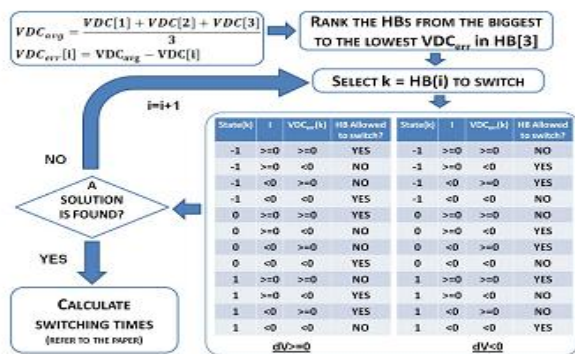 VDCavg = VDC[1] + VDC[2] + VDC[3]
3
VDCerr[i] = VDCavg − VDC[i]
RANK THE HBS FROM THE BIGGEST
TO THE LOWEST VDCerr IN HB[3]
SELECT k = HB(i) TO SWITCH
i=i+1
NO
A
SOLUTION
IS FOUND?
YES
CALCULATE
SWITCHING TIMES
(REFER TO THE PAPER)
State(k) I VDCerr(k) HB Allowed to switch?
-1 >=0 >=0 YES
-1 >=0 <0 NO
-1 <0 >=0 NO
-1 <0 <0 YES
0 >=0 >=0 YES
0 >=0 <0 NO
0 <0 >=0 NO
0 <0 <0 YES
1 >=0 >=0 NO
1 >=0 <0 YES
1 <0 >=0 YES
1 <0 <0 NO
dV>=0
State(k) I VDCerr(k) HB Allowed to switch?
-1 >=0 >=0 NO
-1 >=0 <0 YES
-1 <0 >=0 YES
-1 <0 <0 NO
0 >=0 >=0 NO
0 >=0 <0 YES
0 <0 >=0 YES
0 <0 <0 NO
1 >=0 >=0 YES
1 >=0 <0 NO
1 <0 >=0 NO
1 <0 <0 YES
dV<0